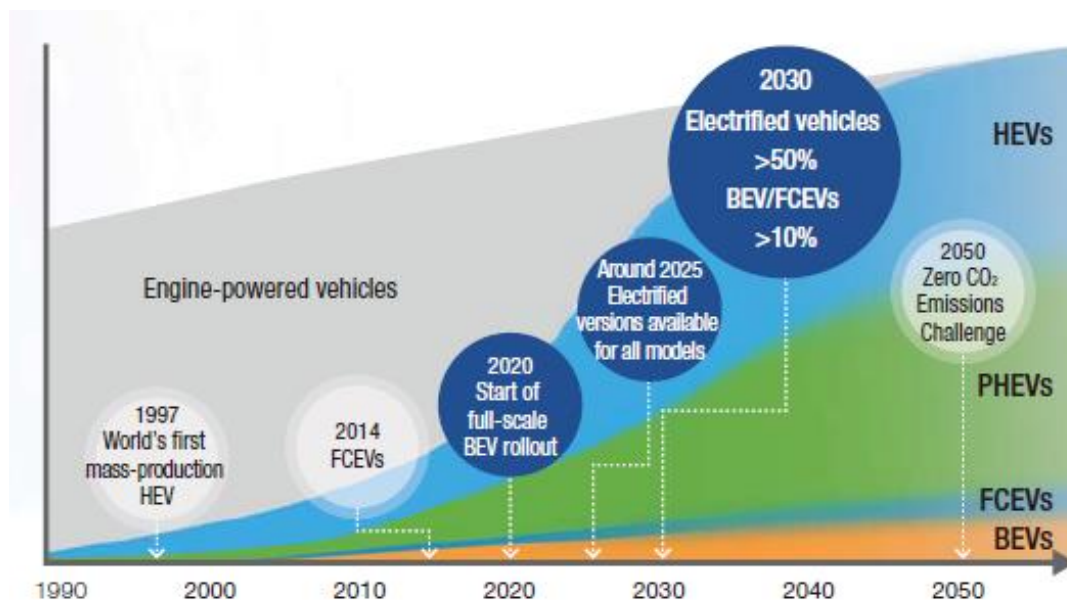 2030
Electrified vehicles
>50%
BEV/FCEVs
>10%
HEVs
Engine-powered vehicles
Around 2025
Electrified
versions available
for all models
2050
Zero CO₂
Emissions
Challenge
2020
Start of
full-scale
BEV rollout
PHEVs
1997
World's first
mass-production
HEV
2014
FCEVs
FCEVs
BEVs
1990
2000
2010
2020
2030
2040
2050